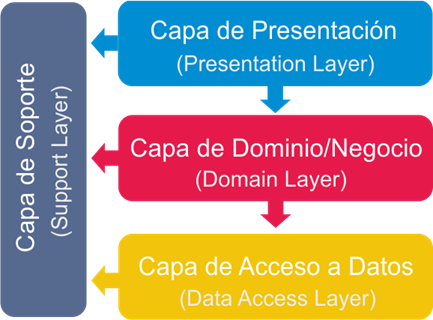 Capa de Soporte
(Support Layer)
Capa de Presentación
(Presentation Layer)
Capa de Dominio/Negocio
(Domain Layer)
Capa de Acceso a Datos
(Data Access Layer)